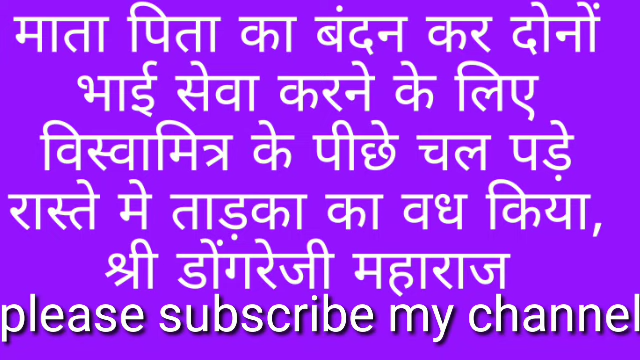 माता पिता का बंदन कर दोनों
भाई सेवा करने के लिए
विस्वामित्र के पीछे चल पड़े
रास्ते मे ताड़का का वध किया,
श्री डोंगरेजी महाराज
please subscribe my channel